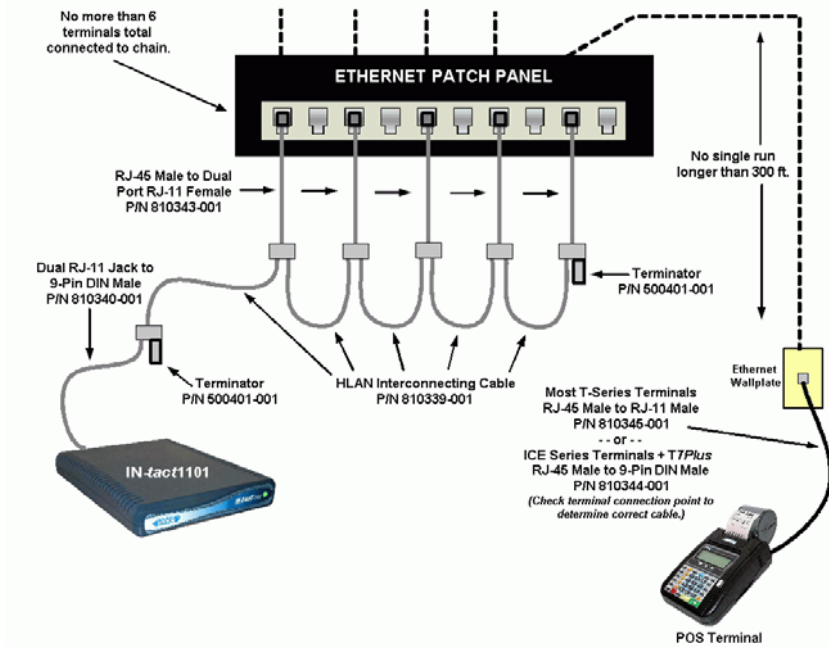 No more than 6
terminals total
connected to chain.
ETHERNET PATCH PANEL
No single run
longer than 300 ft.
RJ-45 Male to Dual
Port RJ-11 Female
P/N 810343-001
Dual RJ-11 Jack to
9-Pin DIN Male
P/N 810340-001
Terminator
P/N 500401-001
Terminator
P/N 500401-001
HLAN Interconnecting Cable
P/N 810339-001
Ethernet
Wallplate
Most T-Series Terminals
RJ-45 Male to RJ-11 Male
P/N 810345-001
- - or - -
ICE Series Terminals + T7Plus
RJ-45 Male to 9-Pin DIN Male
P/N 810344-001
(Check terminal connection point to
determine correct cable.)
IN-tact1101
POS Terminal